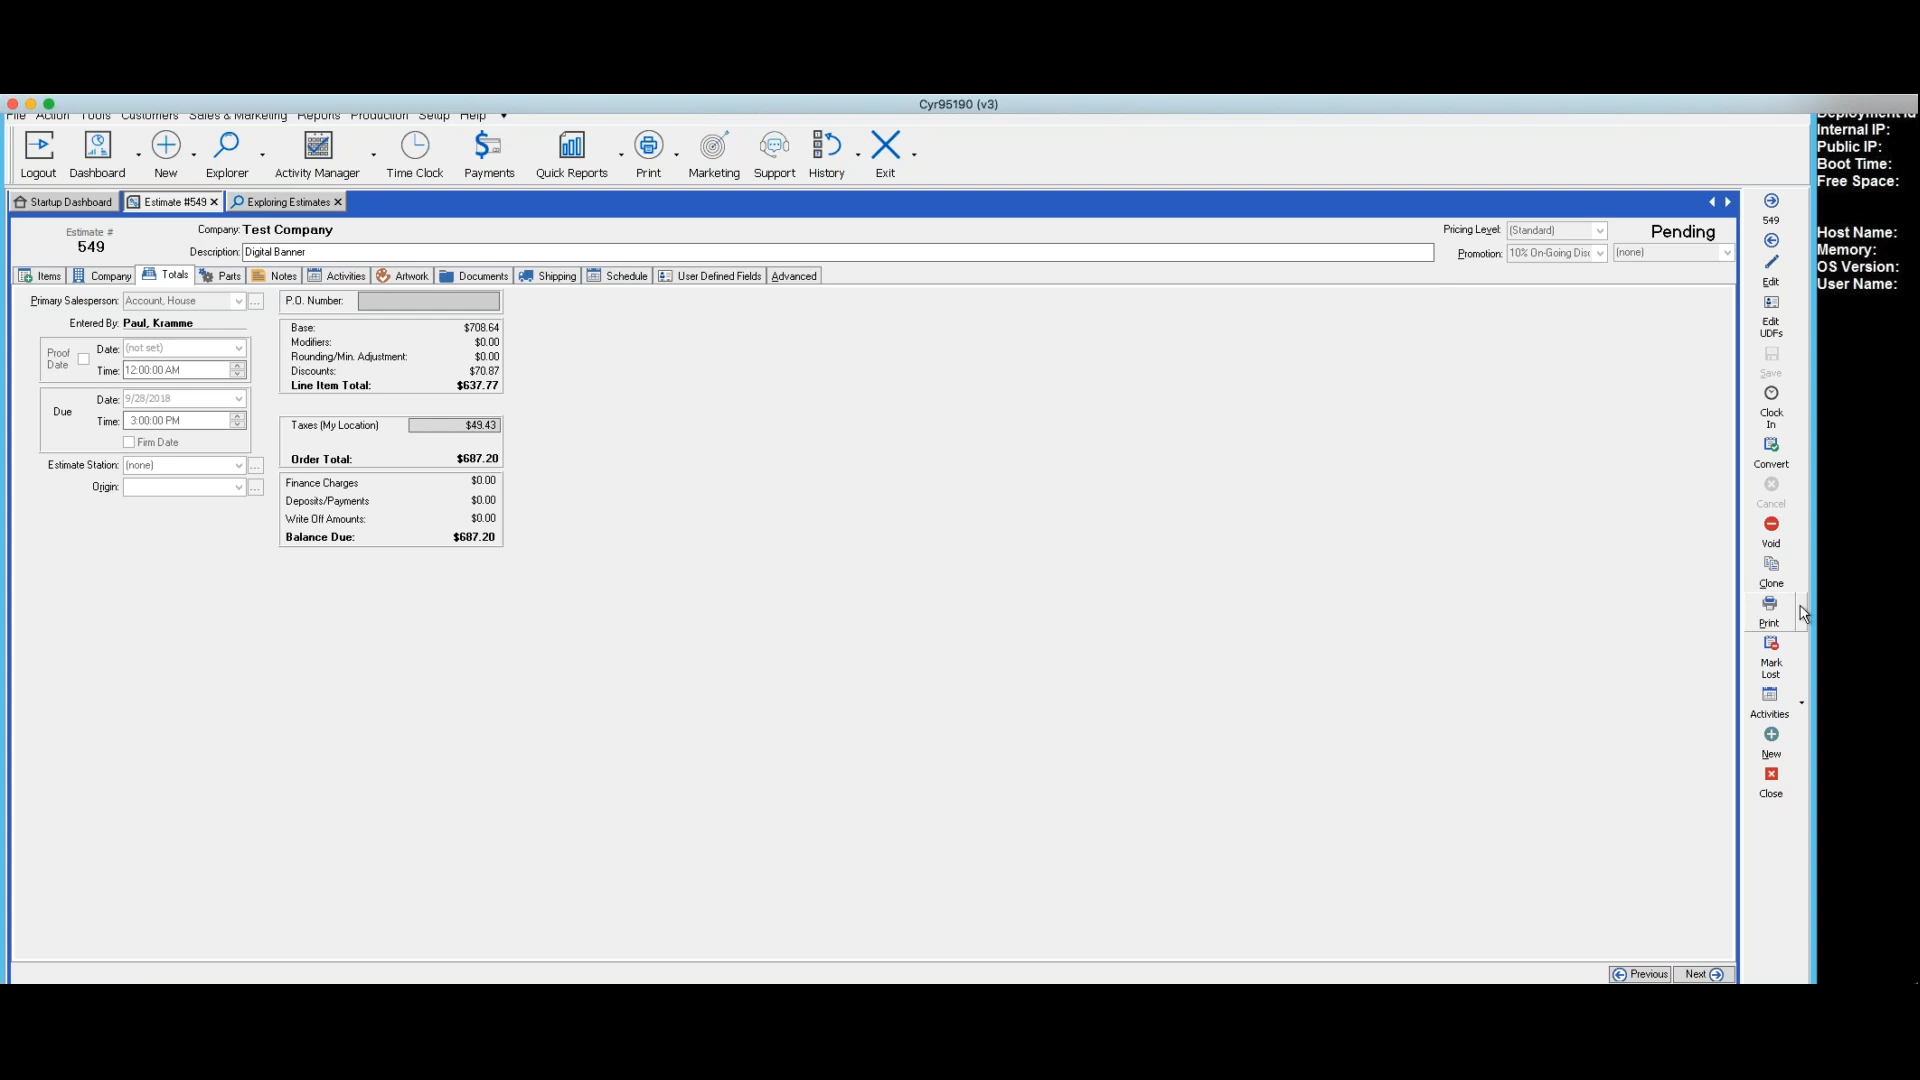 Cyr95190 (v3)
File Action Tools Customers Sales & Marketing Reports Production Setup Help
Logout Dashboard New Explorer Activity Manager Time Clock Payments Quick Reports Print Marketing Support History Exit
Startup Dashboard Estimate #549 Exploring Estimates
Estimate #
549
Company: Test Company
Description: Digital Banner
Pricing Level: (Standard)
Pending
Promotion: 10% On-Going Disc (none)
Items Company Totals Parts Notes Activities Artwork Documents Shipping Schedule User Defined Fields Advanced
Primary Salesperson: Account, House ...
Entered By: Paul, Kramme
Proof Date
Date: (not set)
Time: 12:00:00 AM
Due
Date: 9/28/2018
Time: 3:00:00 PM
Firm Date
Estimate Station: (none) ...
Origin: ...
P.O. Number:
Base: $708.64
Modifiers: $0.00
Rounding/Min. Adjustment: $0.00
Discounts: $70.87
Line Item Total: $637.77
Taxes (My Location) $49.43
Order Total: $687.20
Finance Charges $0.00
Deposits/Payments $0.00
Write Off Amounts: $0.00
Balance Due: $687.20
Previous Next
549
Edit
Edit
UDFs
Save
Clock
In
Convert
Cancel
Void
Clone
Print
Mark
Lost
Activities
New
Close
Deployment Id
Internal IP:
Public IP:
Boot Time:
Free Space:
Host Name:
Memory:
OS Version:
User Name: